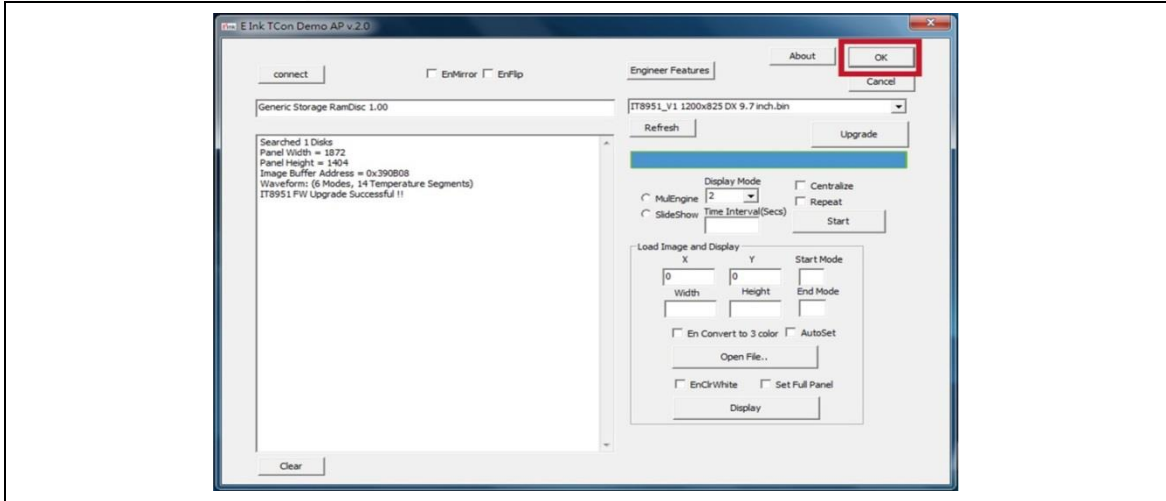 E Ink TCon Demo AP v.2.0
connect
EnMirror
EnFlip
Engineer Features
About
OK
Cancel
Generic Storage RamDisc 1.00
IT8951_V1 1200x825 DX 9.7 inch.bin
Refresh
Upgrade
Searched 1 Disks
Panel Width = 1872
Panel Height = 1404
Image Buffer Address = 0x390B08
Waveform: (6 Modes, 14 Temperature Segments)
IT8951 FW Upgrade Successful !!
Display Mode
MulEngine
2
Centralize
SlideShow
Time Interval(Secs)
Repeat
Start
Load Image and Display
X
Y
Start Mode
0
0
Width
Height
End Mode
En Convert to 3 color
AutoSet
Open File..
EnClrWhite
Set Full Panel
Display
Clear